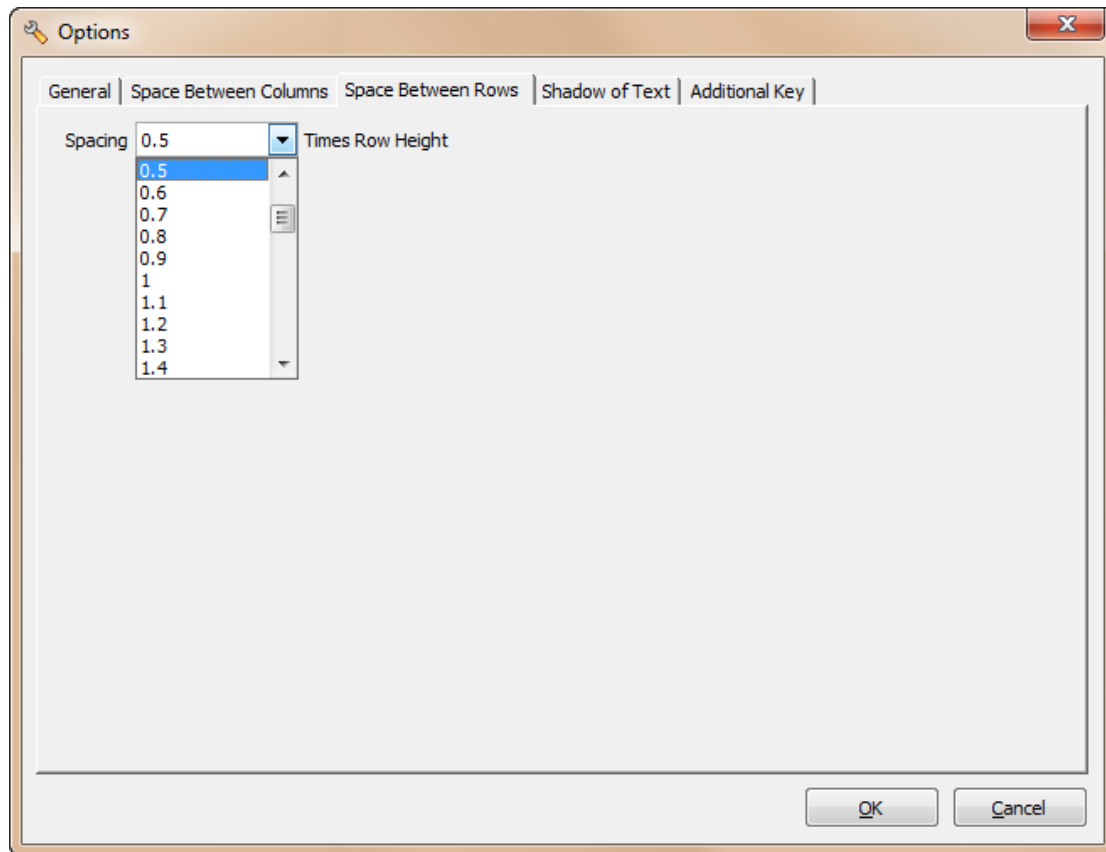 Options
General Space Between Columns Space Between Rows Shadow of Text Additional Key
Spacing 0.5 Times Row Height
0.5
0.6
0.7
0.8
0.9
1
1.1
1.2
1.3
1.4
OK Cancel